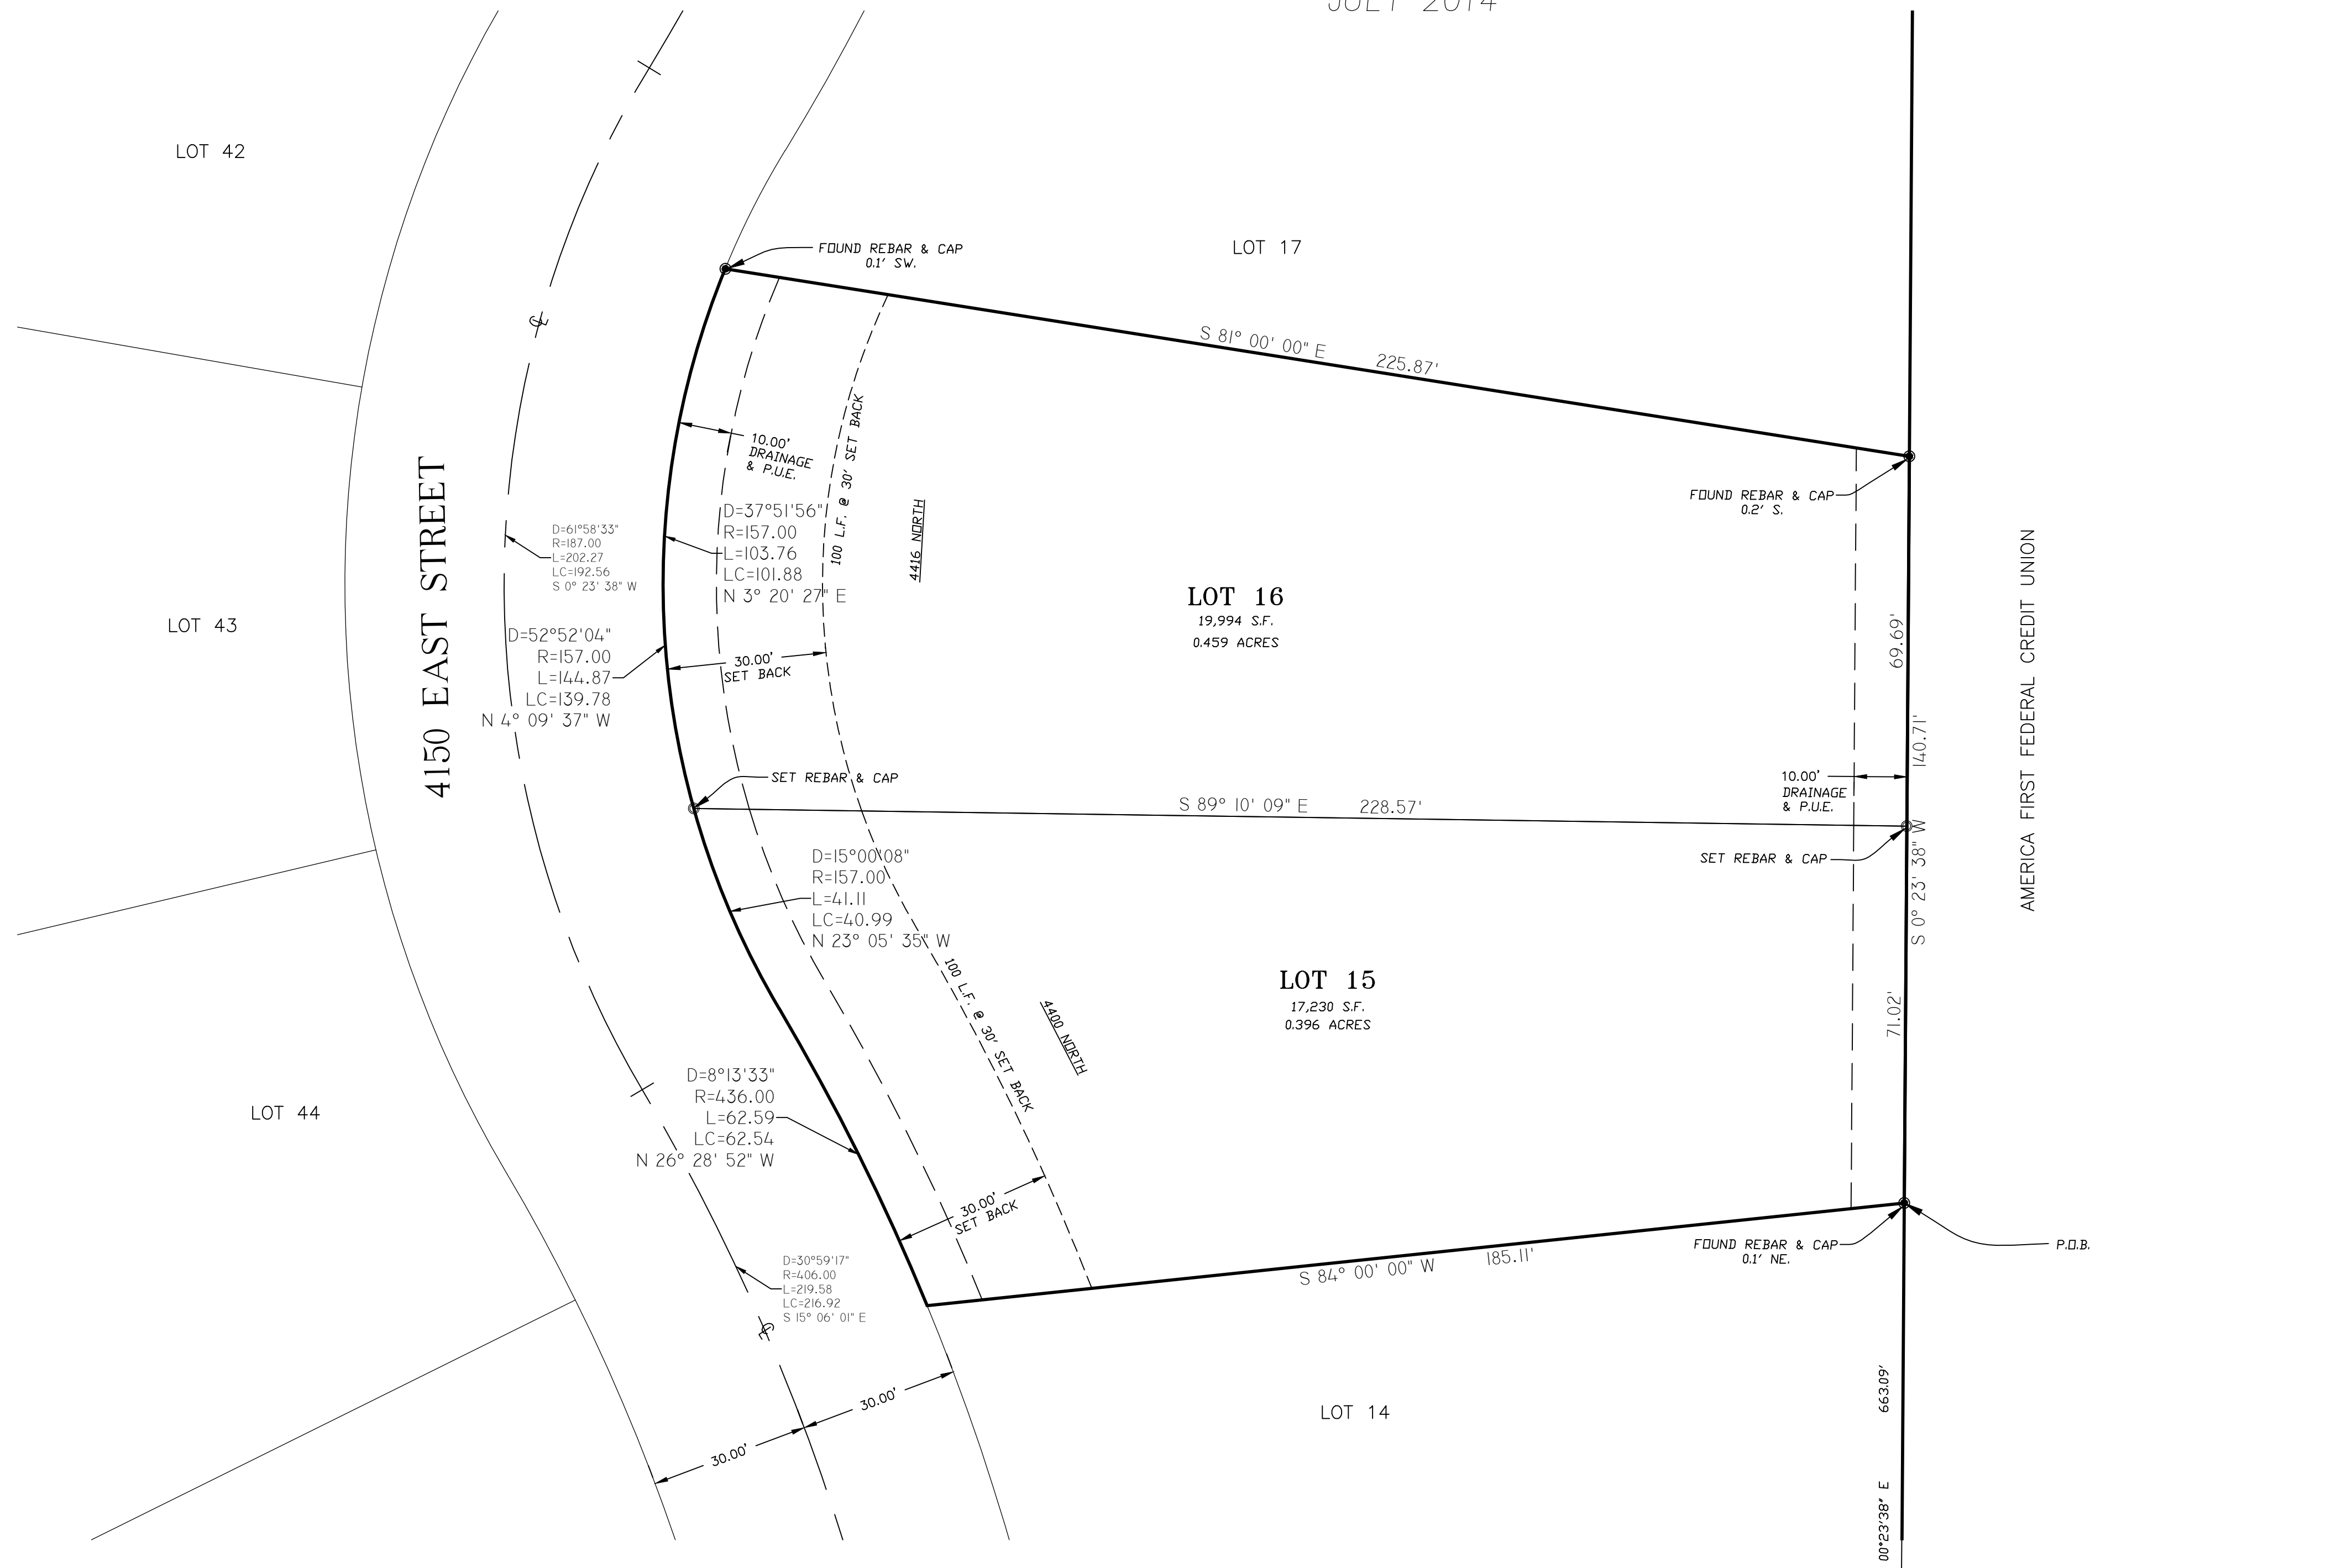 LOT 42
LOT 17
FOUND REBAR & CAP
0.1' SW.
S 81° 00' 00" E 225.87'
10.00'
DRAINAGE
& P.U.E.
100 L.F. @ 30' SET BACK
4416 NORTH
FOUND REBAR & CAP
0.2' S.
D=37°51'56"
R=157.00
L=103.76
LC=101.88
N 3° 20' 27" E
D=61°58'33"
R=187.00
L=202.27
LC=192.56
S 0° 23' 38" W
4150 EAST STREET
LOT 43
D=52°52'04"
R=157.00
L=144.87
LC=139.78
N 4° 09' 37" W
30.00'
SET BACK
LOT 16
19,994 S.F.
0.459 ACRES
69.69'
AMERICA FIRST FEDERAL CREDIT UNION
SET REBAR & CAP
S 89° 10' 09" E 228.57'
10.00'
DRAINAGE
& P.U.E.
S 0° 23' 38" W 140.71'
SET REBAR & CAP
D=15°00'08"
R=157.00
L=41.11
LC=40.99
N 23° 05' 35" W
100 L.F. @ 30' SET BACK
4400 NORTH
LOT 15
17,230 S.F.
0.396 ACRES
71.02'
LOT 44
D=8°13'33"
R=436.00
L=62.59
LC=62.54
N 26° 28' 52" W
30.00'
SET BACK
S 84° 00' 00" W 185.11'
FOUND REBAR & CAP
0.1' NE.
P.O.B.
D=30°59'17"
R=406.00
L=219.58
LC=216.92
S 15° 06' 01" E
30.00'
30.00'
LOT 14
00°23'38" E 663.09'